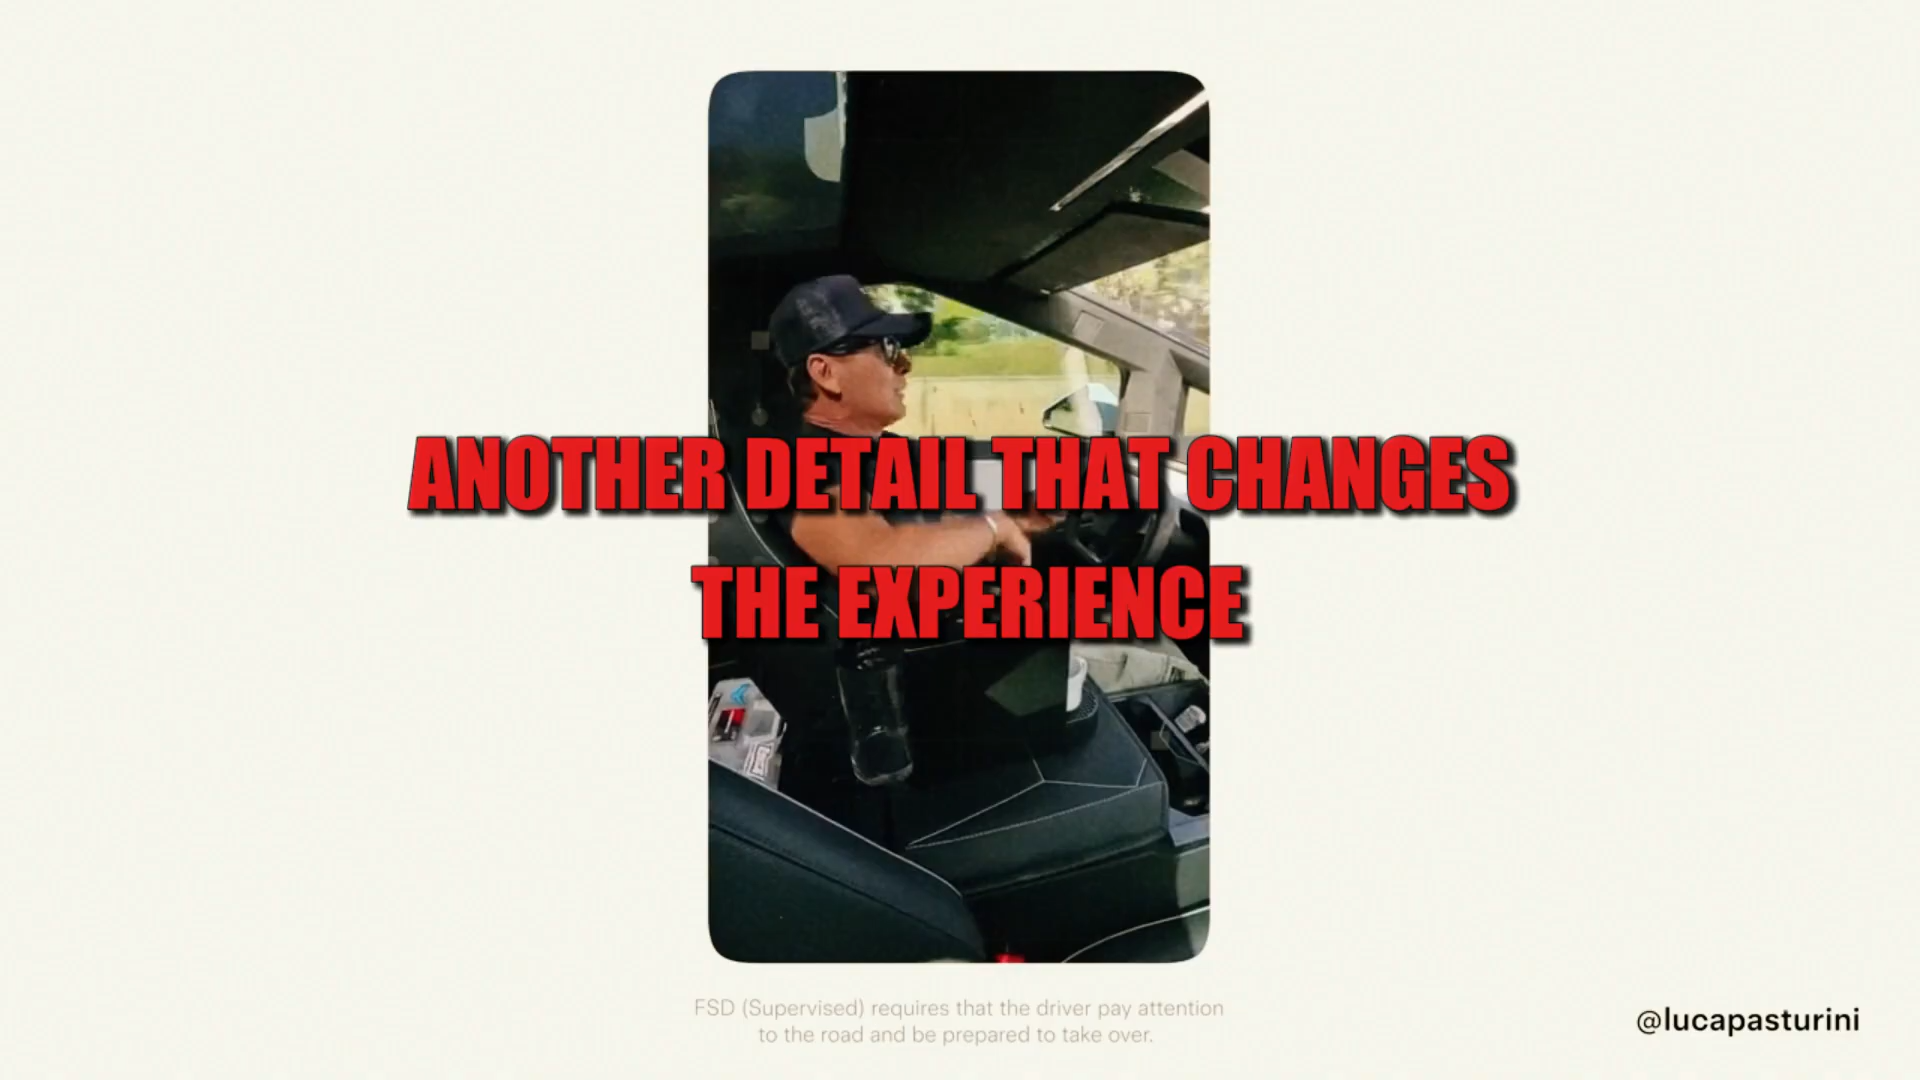 ANOTHER DETAIL THAT CHANGES
THE EXPERIENCE
FSD (Supervised) requires that the driver pay attention
to the road and be prepared to take over.
@lucapasturini